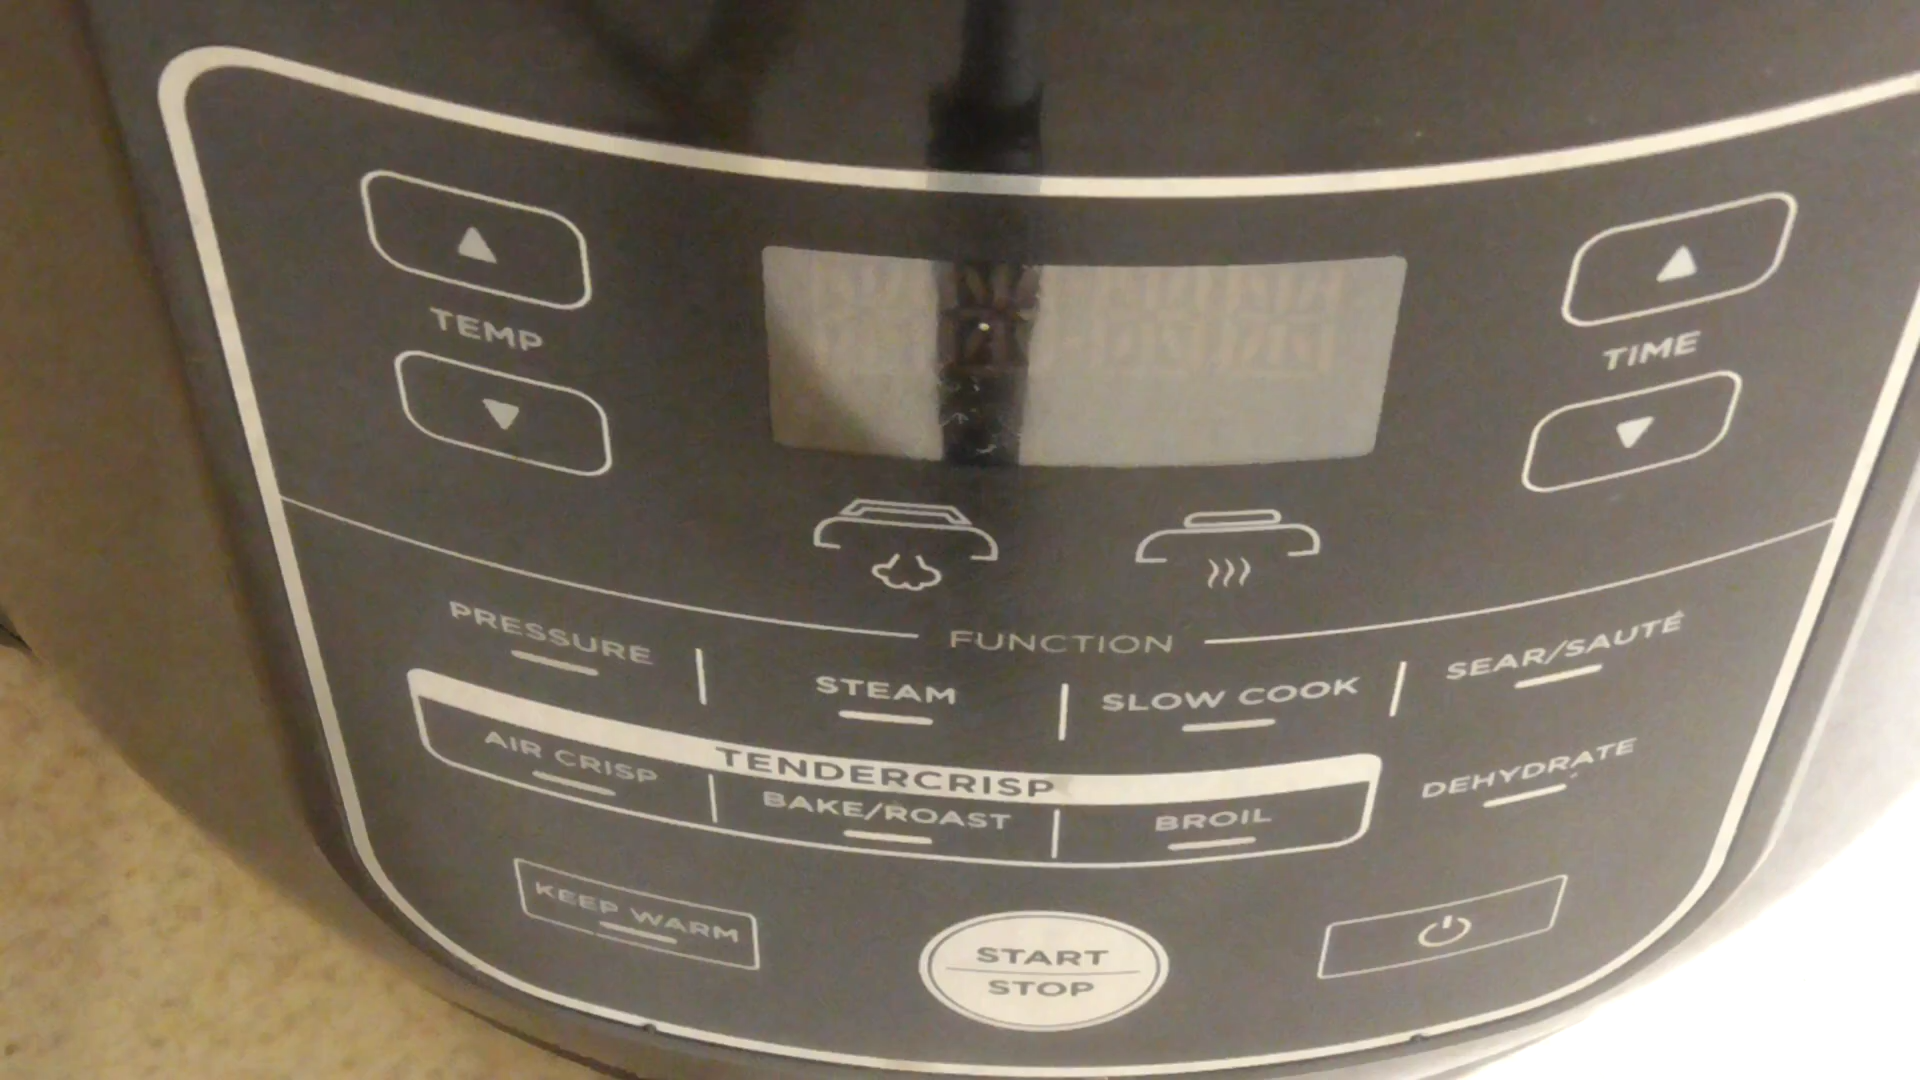 TEMP
TIME
FUNCTION
PRESSURE
STEAM
SLOW COOK
SEAR/SAUTÉ
TENDERCRISP
AIR CRISP
BAKE/ROAST
BROIL
DEHYDRATE
KEEP WARM
START
STOP